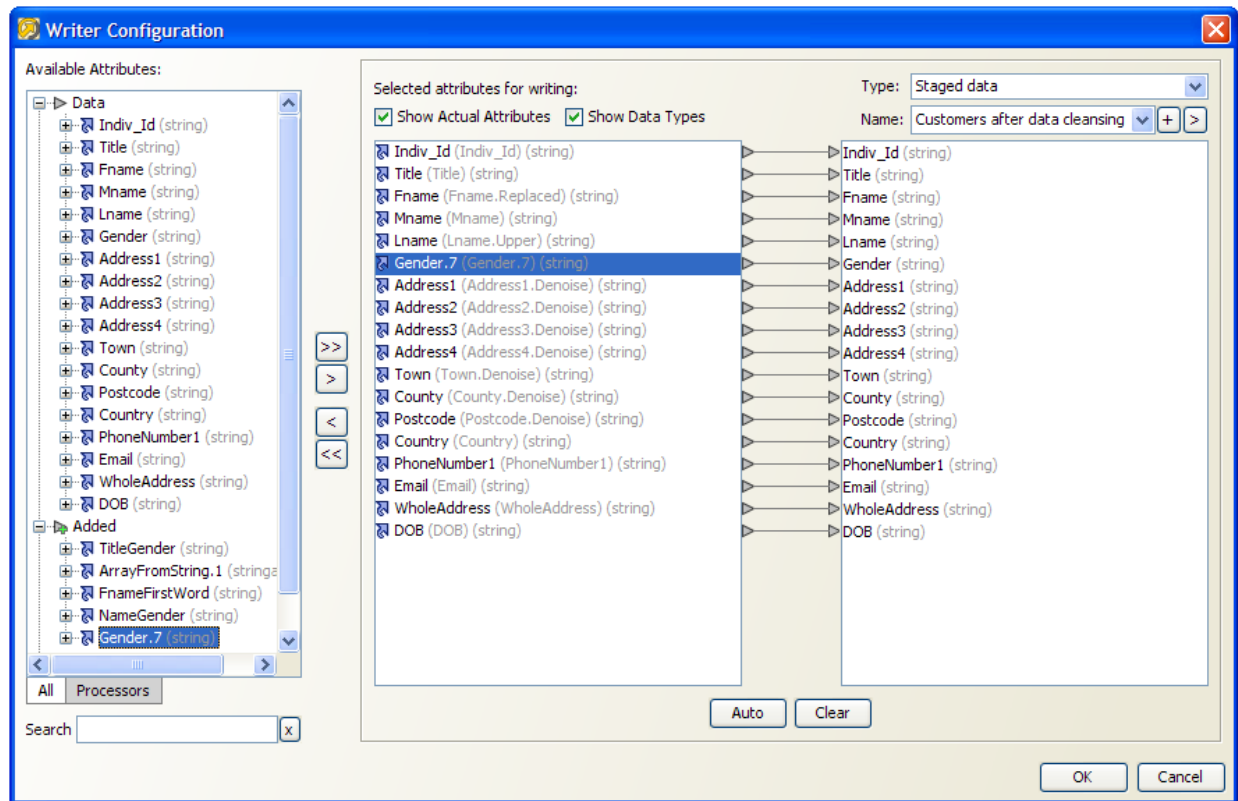 Writer Configuration
Available Attributes:
Data
Indiv_Id (string)
Title (string)
Fname (string)
Mname (string)
Lname (string)
Gender (string)
Address1 (string)
Address2 (string)
Address3 (string)
Address4 (string)
Town (string)
County (string)
Postcode (string)
Country (string)
PhoneNumber1 (string)
Email (string)
WholeAddress (string)
DOB (string)
Added
TitleGender (string)
ArrayFromString.1 (stringa
FnameFirstWord (string)
NameGender (string)
Gender.7 (string)
All Processors
Search x
>>
>
<
<<
Selected attributes for writing:
Show Actual Attributes Show Data Types
Type: Staged data
Name: Customers after data cleansing + >
Indiv_Id (Indiv_Id) (string) Indiv_Id (string)
Title (Title) (string) Title (string)
Fname (Fname.Replaced) (string) Fname (string)
Mname (Mname) (string) Mname (string)
Lname (Lname.Upper) (string) Lname (string)
Gender.7 (Gender.7) (string) Gender (string)
Address1 (Address1.Denoise) (string) Address1 (string)
Address2 (Address2.Denoise) (string) Address2 (string)
Address3 (Address3.Denoise) (string) Address3 (string)
Address4 (Address4.Denoise) (string) Address4 (string)
Town (Town.Denoise) (string) Town (string)
County (County.Denoise) (string) County (string)
Postcode (Postcode.Denoise) (string) Postcode (string)
Country (Country) (string) Country (string)
PhoneNumber1 (PhoneNumber1) (string) PhoneNumber1 (string)
Email (Email) (string) Email (string)
WholeAddress (WholeAddress) (string) WholeAddress (string)
DOB (DOB) (string) DOB (string)
Auto Clear
OK Cancel